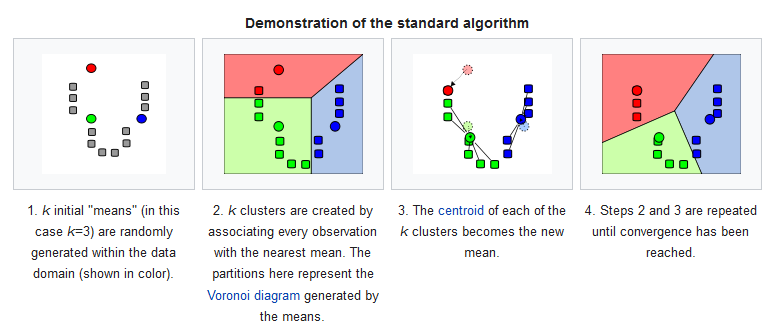 Demonstration of the standard algorithm
1. k initial "means" (in this
case k=3) are randomly
generated within the data
domain (shown in color).
2. k clusters are created by
associating every observation
with the nearest mean. The
partitions here represent the
Voronoi diagram generated by
the means.
3. The centroid of each of the
k clusters becomes the new
mean.
4. Steps 2 and 3 are repeated
until convergence has been
reached.